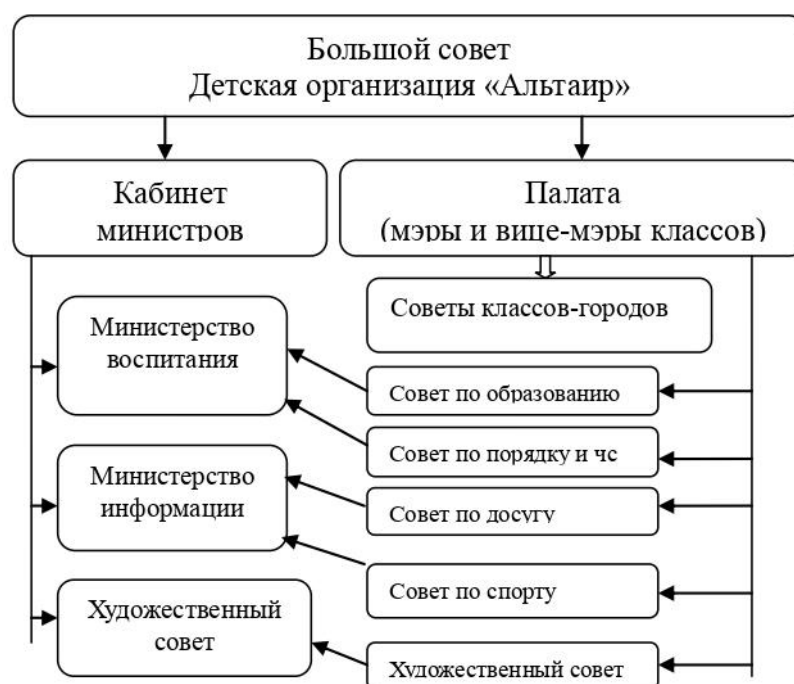 Большой совет
Детская организация «Альтаир»
Кабинет
министров
Палата
(мэры и вице-мэры классов)
Советы классов-городов
Министерство
воспитания
Совет по образованию
Совет по порядку и чс
Министерство
информации
Совет по досугу
Совет по спорту
Художественный
совет
Художественный совет